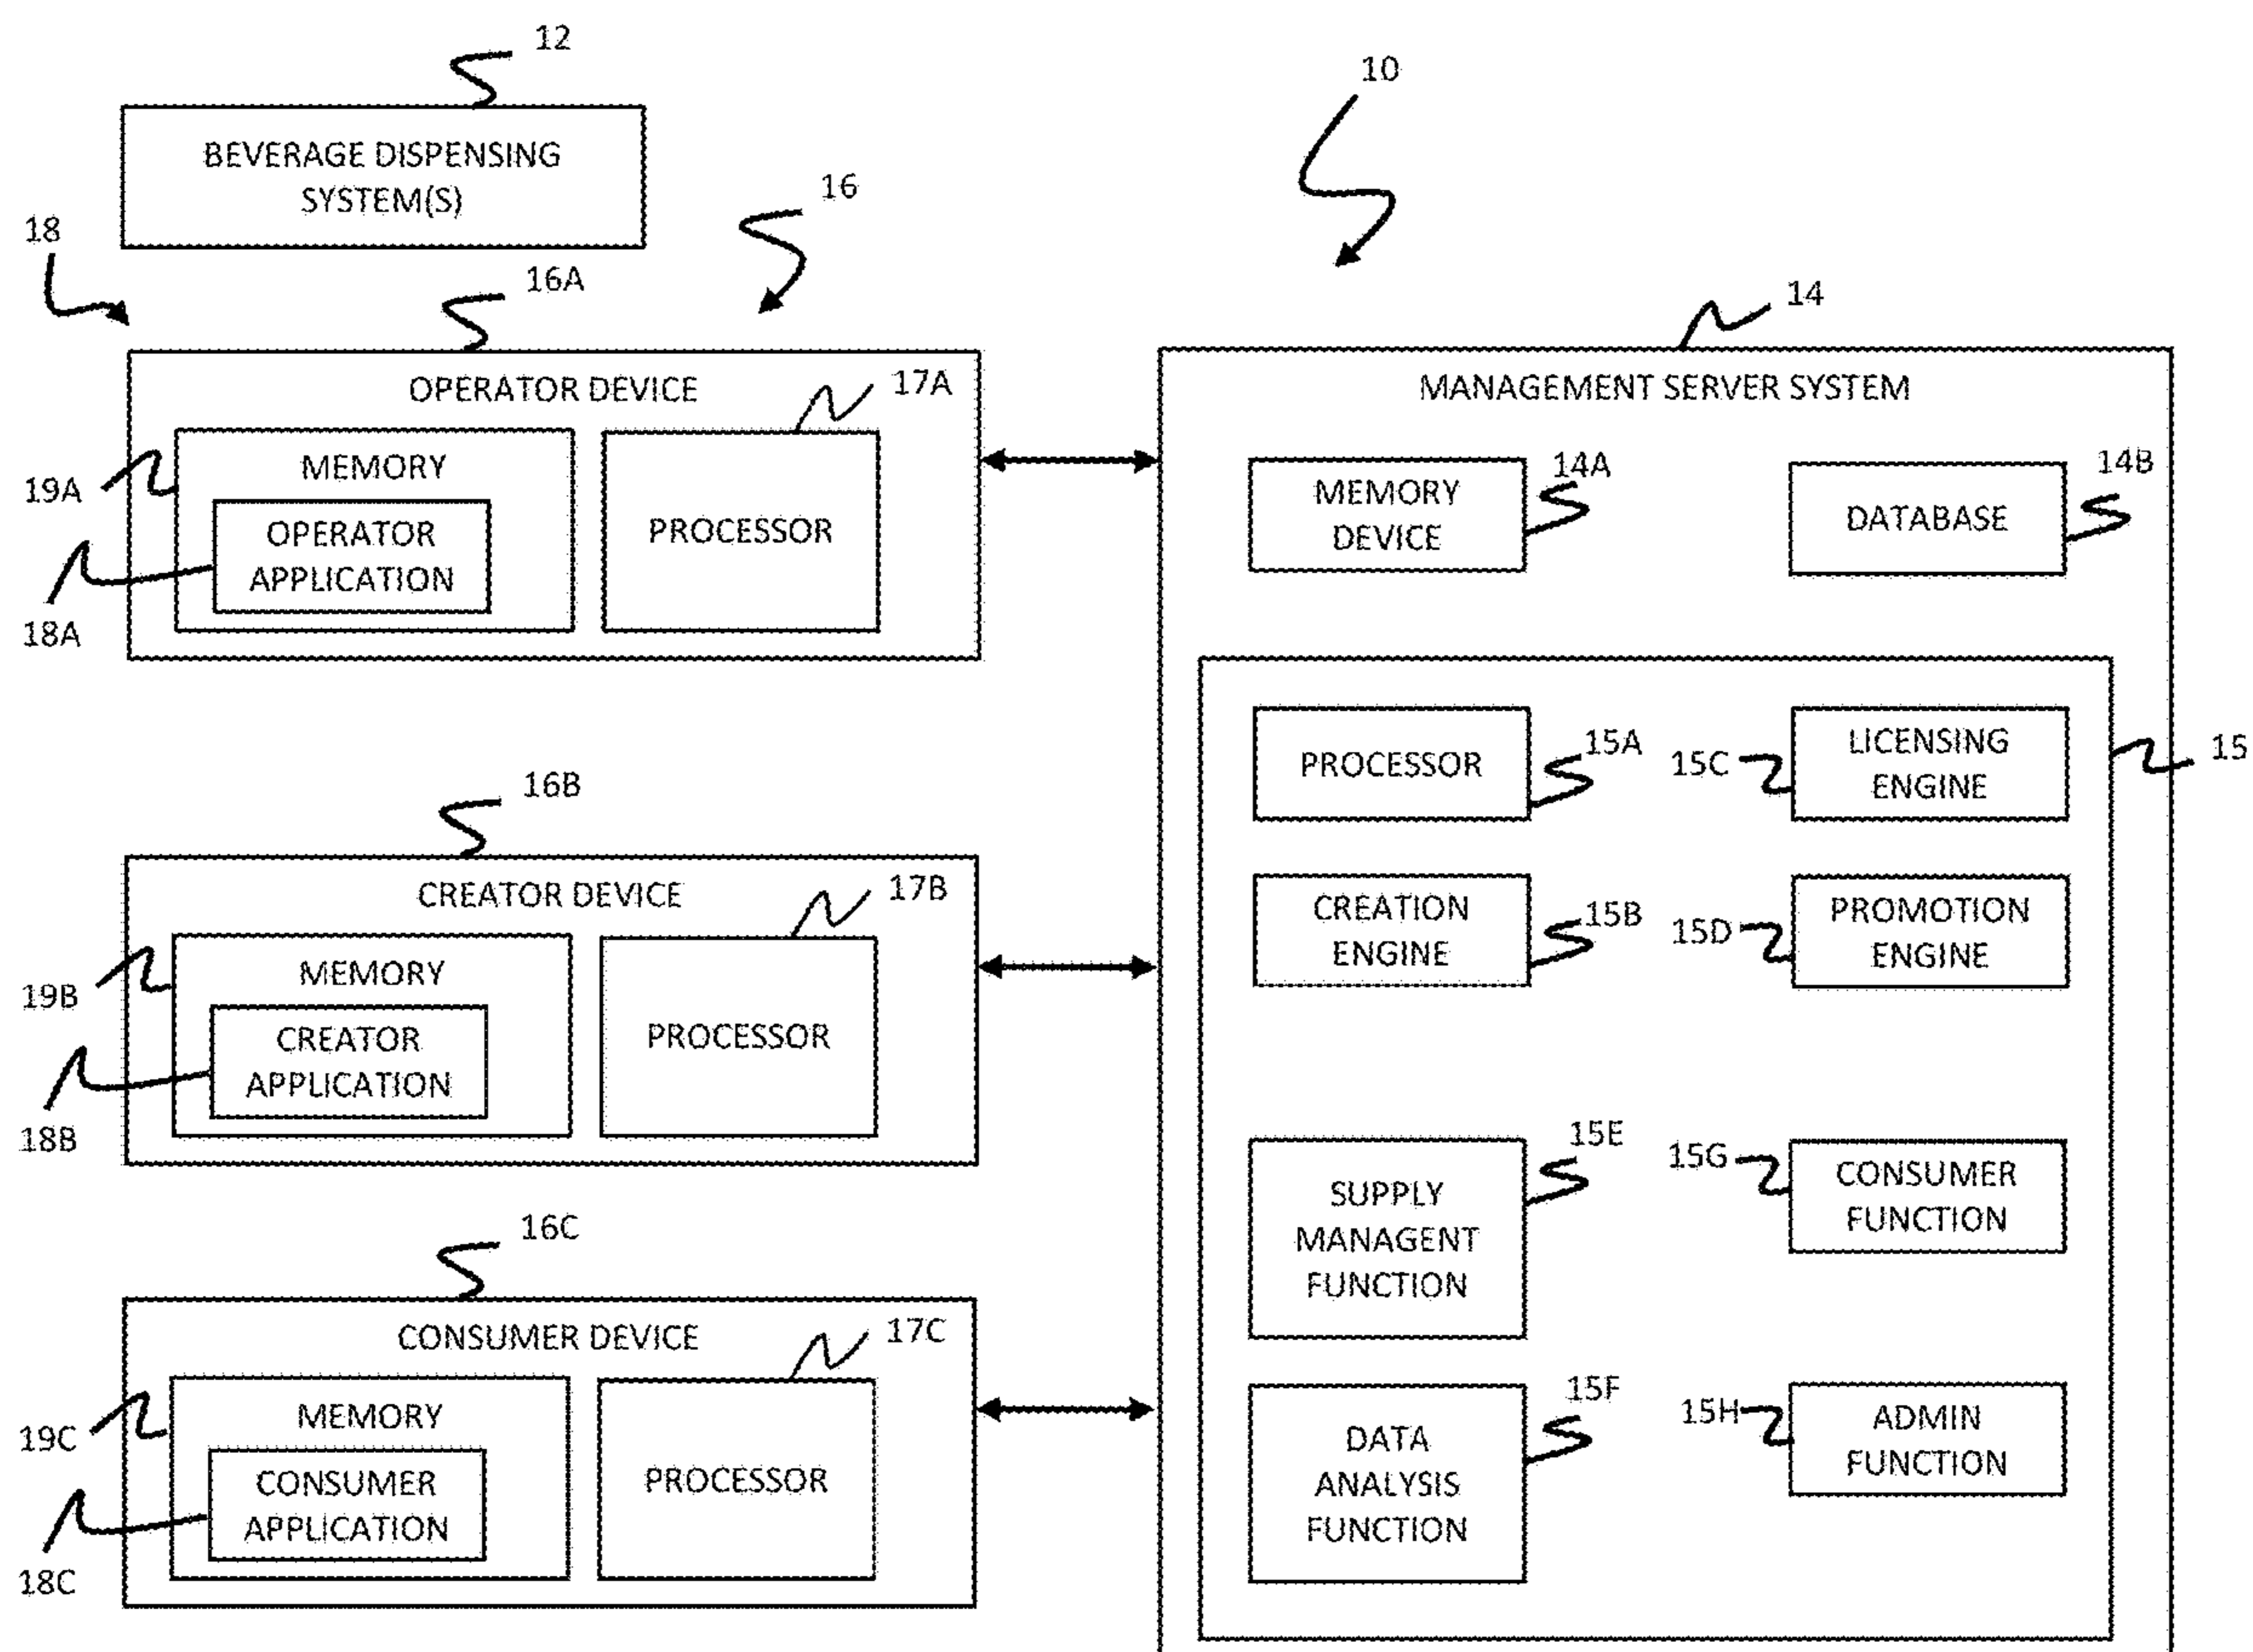 12
BEVERAGE DISPENSING
SYSTEM(S)
10
16
18
16A
14
OPERATOR DEVICE
17A
MEMORY
19A
OPERATOR
APPLICATION
PROCESSOR
18A
MANAGEMENT SERVER SYSTEM
MEMORY
DEVICE
14A
DATABASE
14B
PROCESSOR
15A
15C
LICENSING
ENGINE
15
16B
CREATOR DEVICE
17B
MEMORY
19B
CREATOR
APPLICATION
PROCESSOR
18B
CREATION
ENGINE
15B
15D
PROMOTION
ENGINE
SUPPLY
MANAGENT
FUNCTION
15E
15G
CONSUMER
FUNCTION
16C
CONSUMER DEVICE
17C
MEMORY
19C
CONSUMER
APPLICATION
PROCESSOR
18C
DATA
ANALYSIS
FUNCTION
15F
15H
ADMIN
FUNCTION